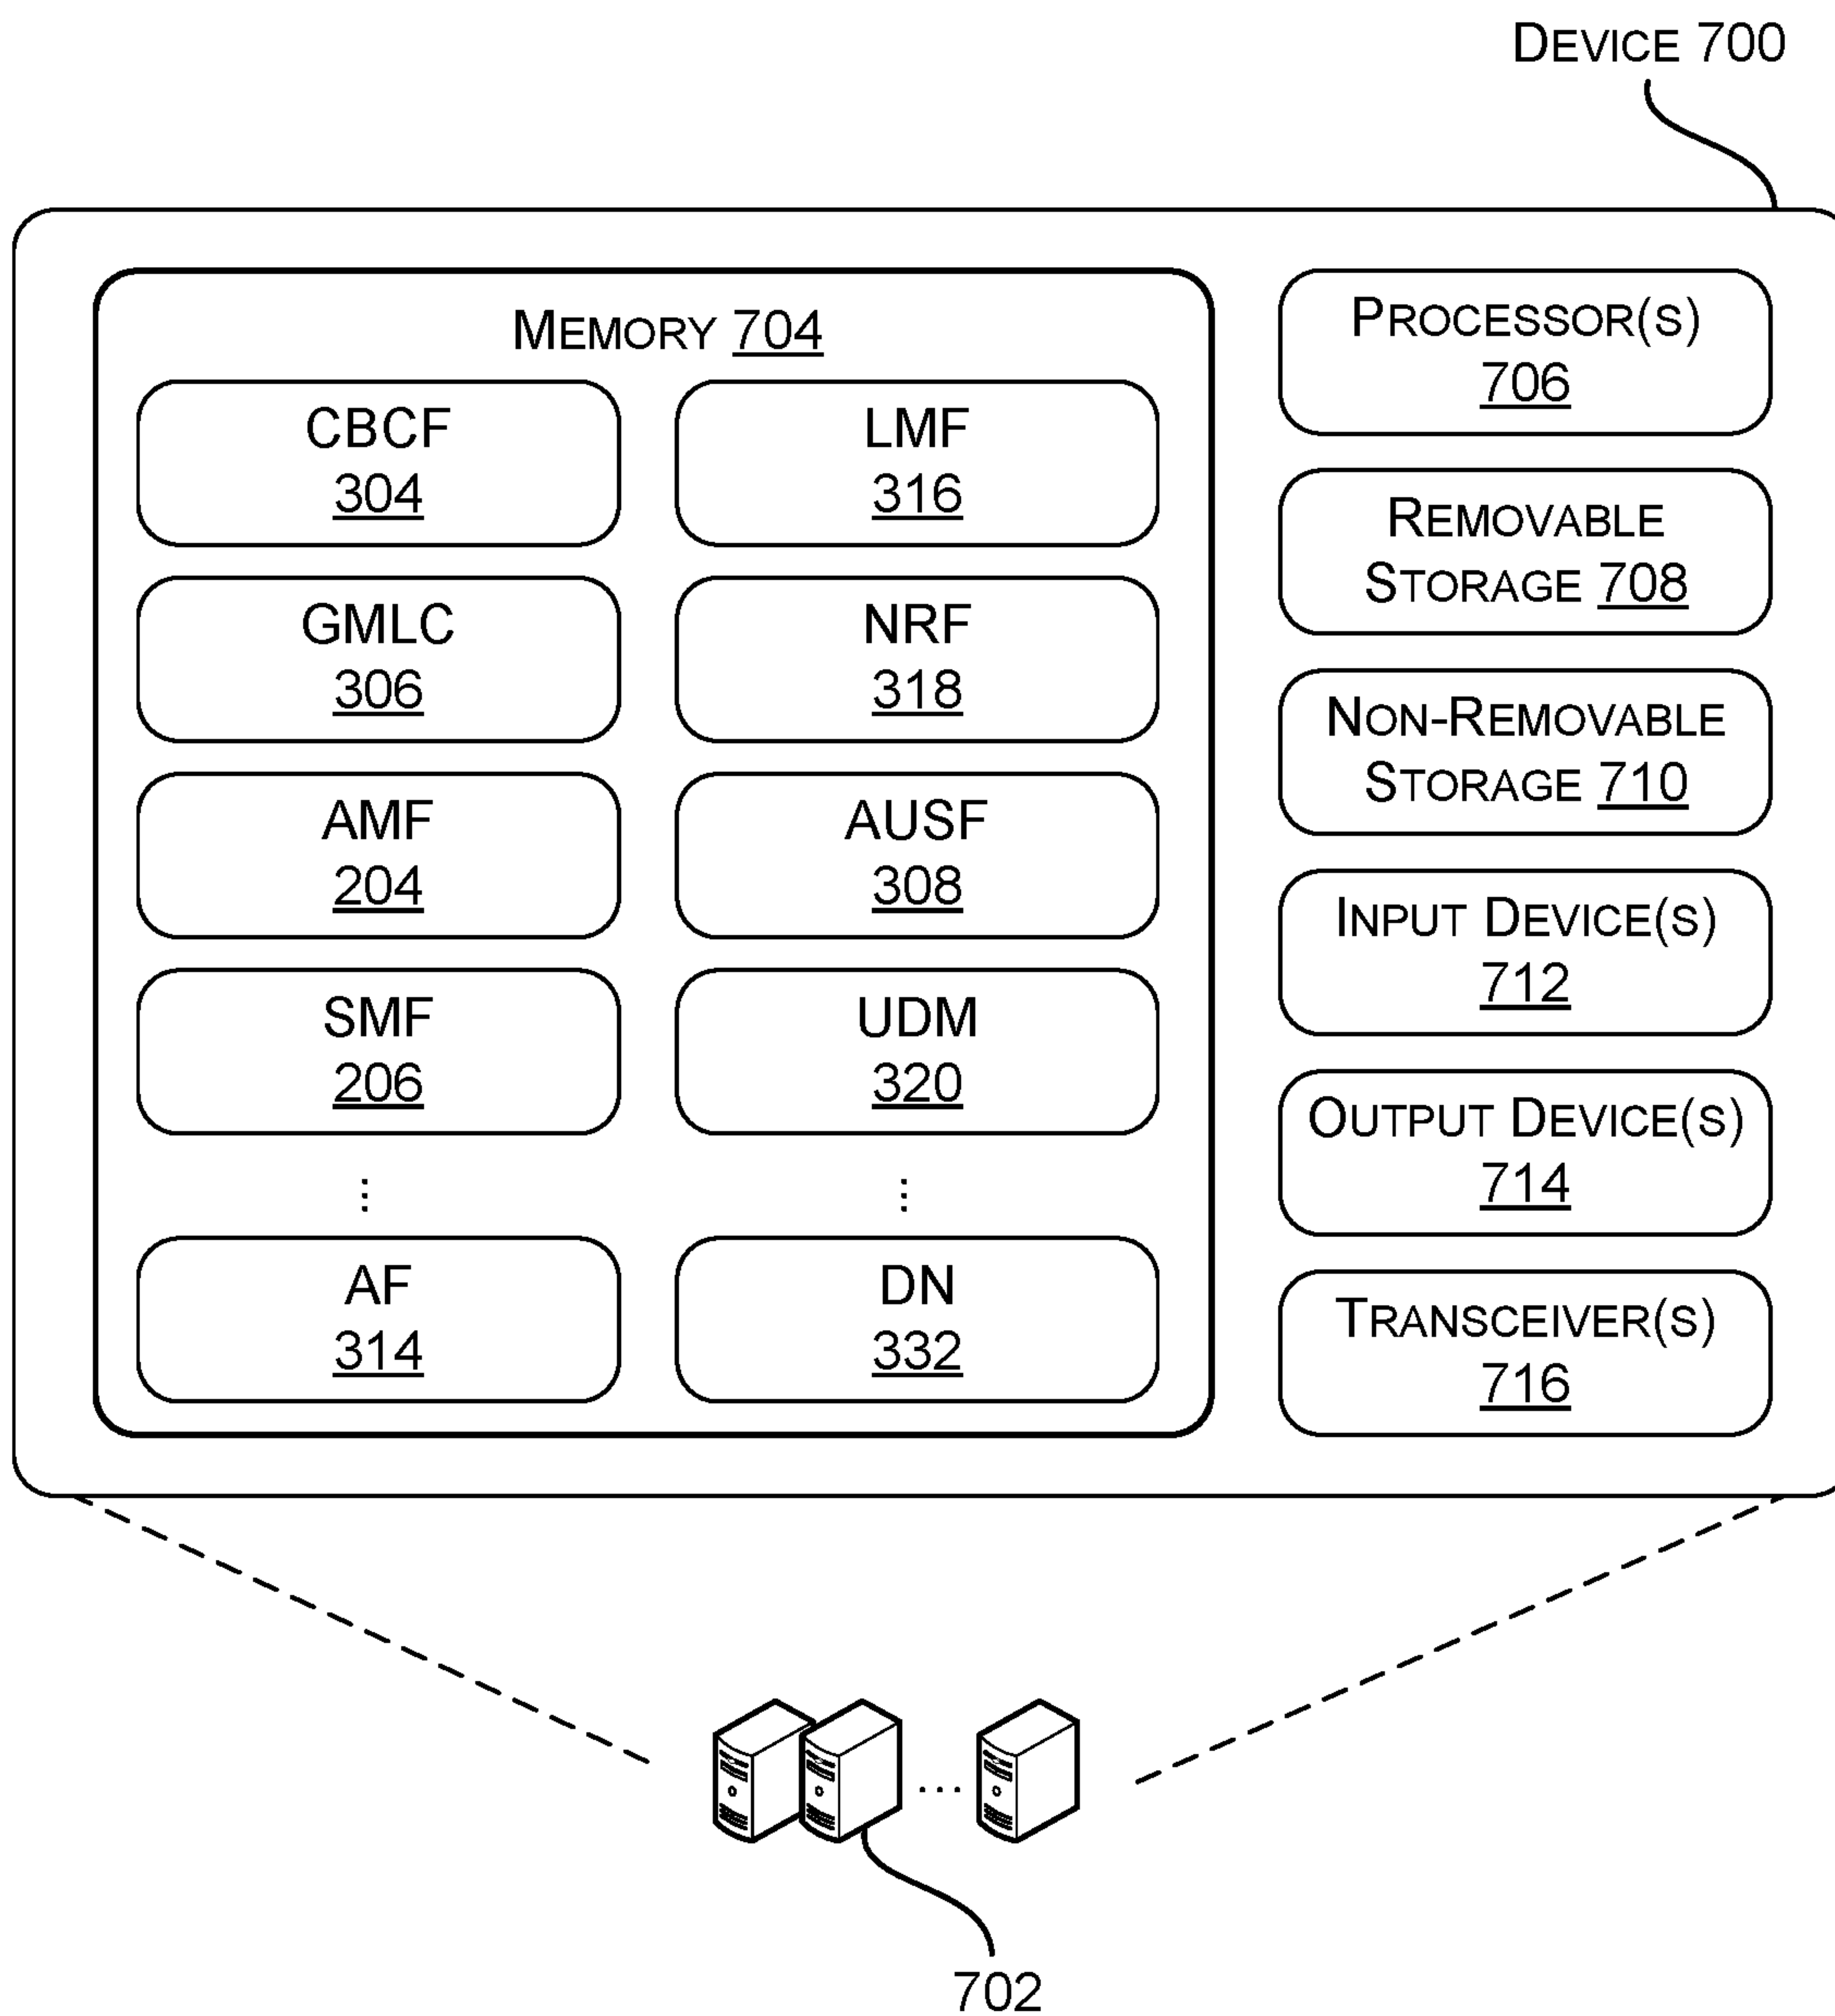 DEVICE 700
MEMORY 704
CBCF
304
LMF
316
GMLC
306
NRF
318
AMF
204
AUSF
308
SMF
206
UDM
320
⋮
⋮
AF
314
DN
332
PROCESSOR(S)
706
REMOVABLE
STORAGE 708
NON-REMOVABLE
STORAGE 710
INPUT DEVICE(S)
712
OUTPUT DEVICE(S)
714
TRANSCEIVER(S)
716
...
702